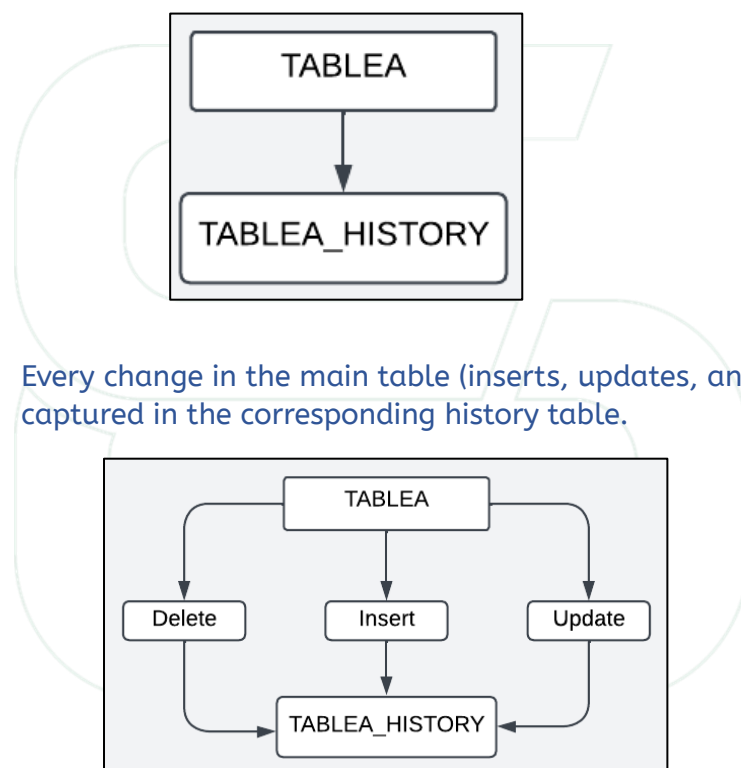 TABLEA
TABLEA_HISTORY
Every change in the main table (inserts, updates,
captured in the corresponding history table.
TABLEA
Delete Insert Update
TABLEA_HISTORY